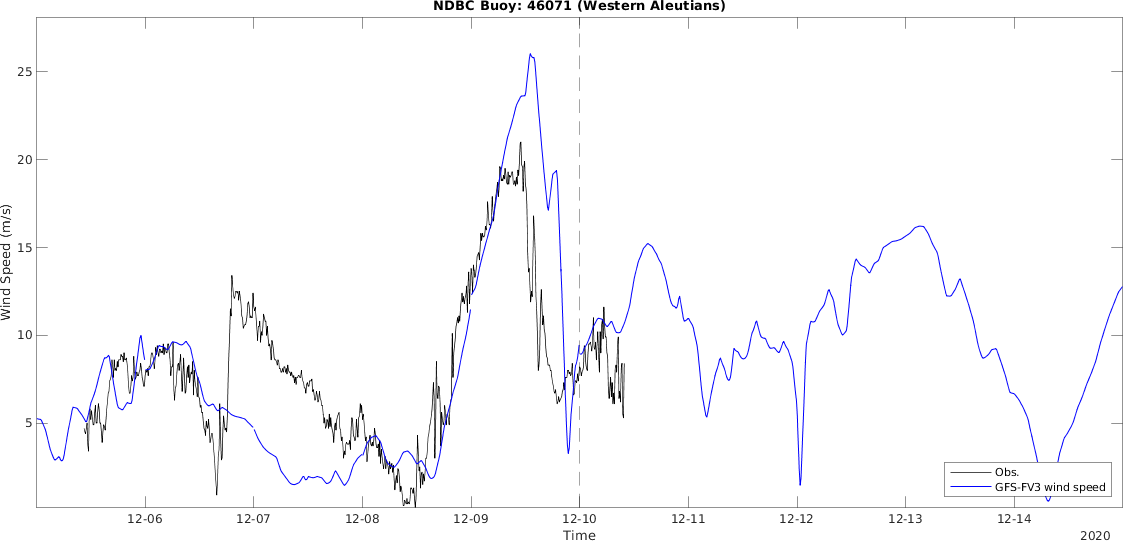 NDBC Buoy: 46071 (Western Aleutians)
25
20
15
10
5
Wind Speed (m/s)
Obs.
GFS-FV3 wind speed
12-06 12-07 12-08 12-09 12-10 12-11 12-12 12-13 12-14
Time
2020